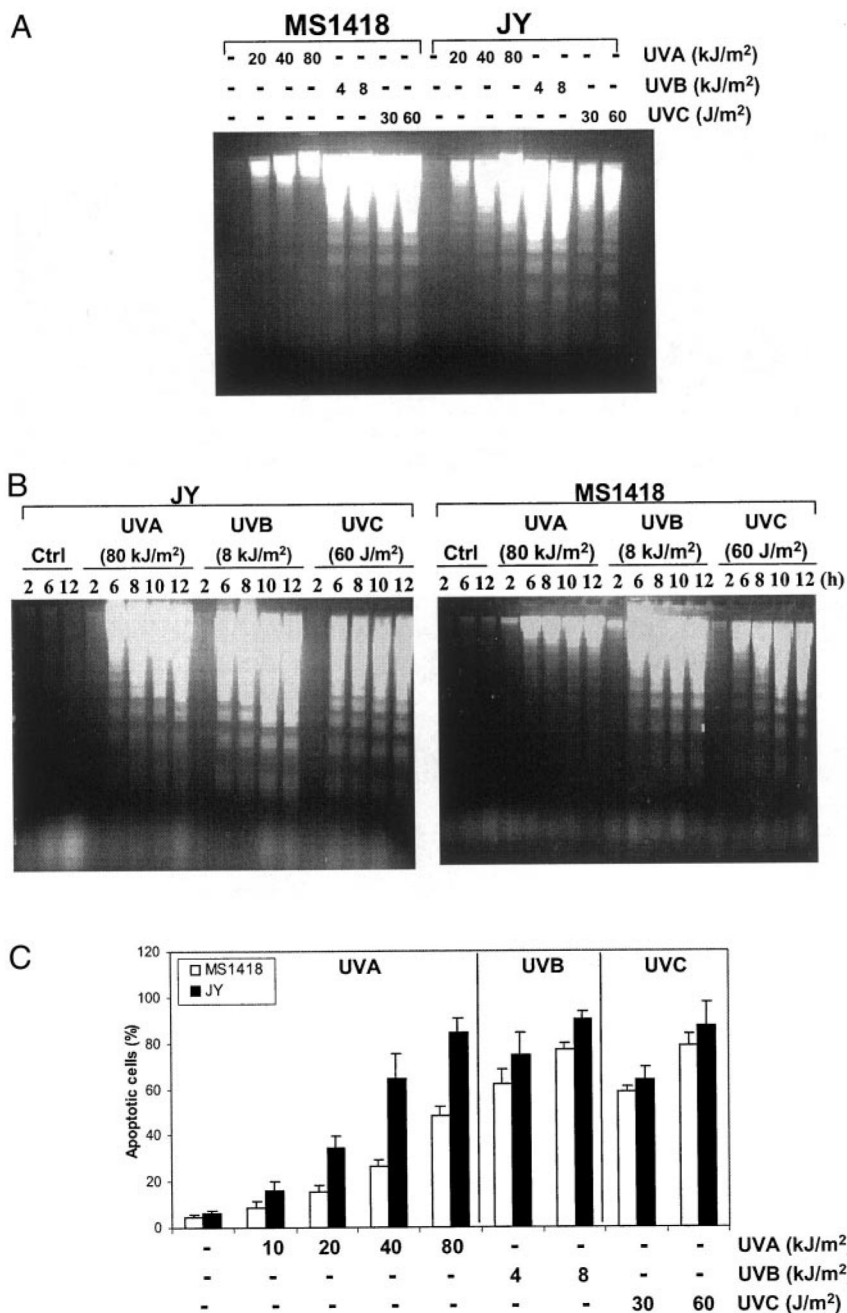 A
MS1418 JY
- 20 40 80 - - - - - 20 40 80 - - - - UVA (kJ/m²)
- - - - 4 8 - - - - - - 4 8 - - UVB (kJ/m²)
- - - - - - 30 60 - - - - - - 30 60 UVC (J/m²)
B
JY MS1418
UVA UVB UVC UVA UVB UVC
Ctrl (80 kJ/m²) (8 kJ/m²) (60 J/m²) Ctrl (80 kJ/m²) (8 kJ/m²) (60 J/m²)
2 6 12 2 6 8 10 12 2 6 8 10 12 2 6 8 10 12 2 6 12 2 6 8 10 12 2 6 8 10 12 2 6 8 10 12 (h)
C
120
100
80
60
40
20
0
Apoptotic cells (%)
MS1418
JY
UVA UVB UVC
- 10 20 40 80 - - - - UVA (kJ/m²
- - - - - 4 8 - - UVB (kJ/m²
- - - - - - - 30 60 UVC (J/m²)